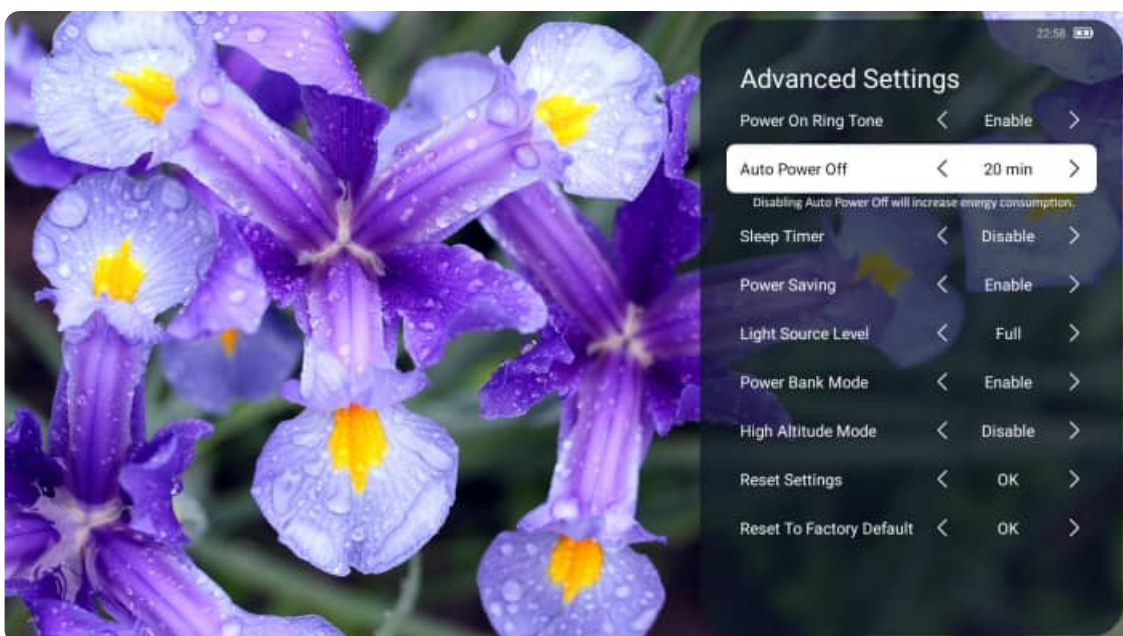 22:58
Advanced Settings
Power On Ring Tone < Enable >
Auto Power Off < 20 min >
Disabling Auto Power Off will increase energy consumption.
Sleep Timer < Disable >
Power Saving < Enable >
Light Source Level < Full >
Power Bank Mode < Enable >
High Altitude Mode < Disable >
Reset Settings < OK >
Reset To Factory Default < OK >